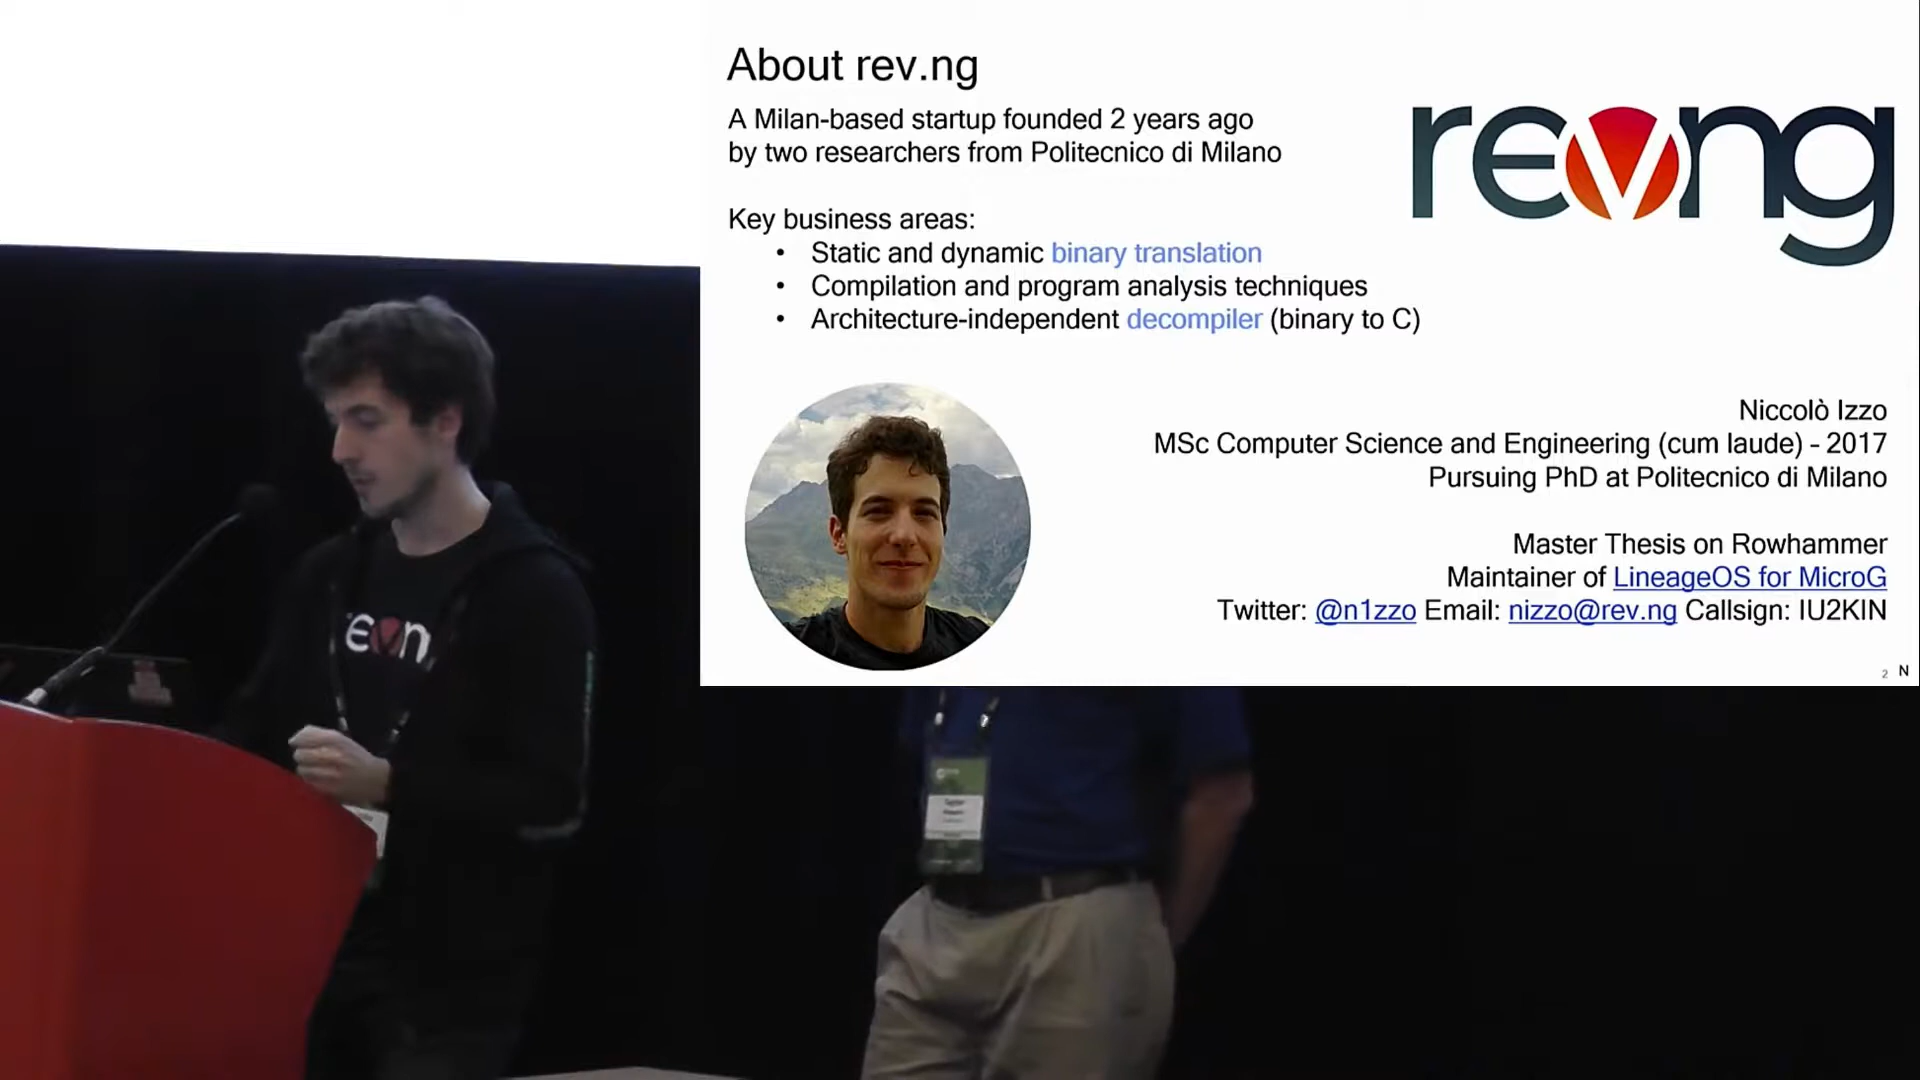 About rev.ng
A Milan-based startup founded 2 years ago
by two researchers from Politecnico di Milano
revng
Key business areas:
• Static and dynamic binary translation
• Compilation and program analysis techniques
• Architecture-independent decompiler (binary to C)
Niccolò Izzo
MSc Computer Science and Engineering (cum laude) - 2017
Pursuing PhD at Politecnico di Milano
Master Thesis on Rowhammer
Maintainer of LineageOS for MicroG
Twitter: @n1zzo Email: nizzo@rev.ng Callsign: IU2KIN
2 N
revn